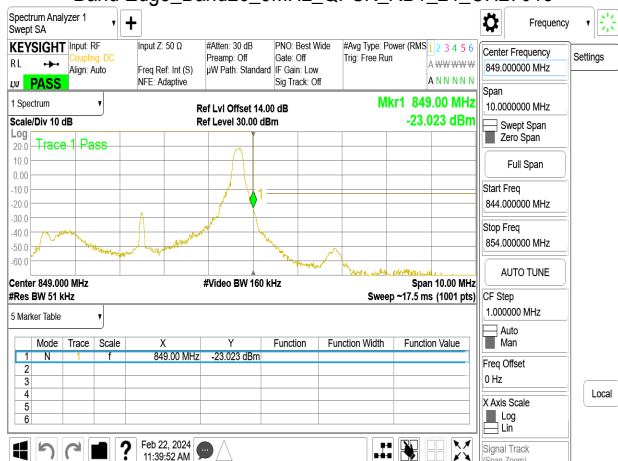 Spectrum Analyzer 1
Swept SA
+
Frequency
KEYSIGHT
RL
PASS
Input: RF
Coupling: DC
Align: Auto
Input Z: 50 Ω
Freq Ref: Int (S)
NFE: Adaptive
#Atten: 30 dB
Preamp: Off
µW Path: Standard
PNO: Best Wide
Gate: Off
IF Gain: Low
Sig Track: Off
#Avg Type: Power (RMS
Trig: Free Run
1 2 3 4 5 6
A W W W W W
A N N N N N
1 Spectrum
Scale/Div 10 dB
Ref Lvl Offset 14.00 dB
Ref Level 30.00 dBm
Mkr1 849.00 MHz
-23.023 dBm
Log
Trace 1 Pass
20.0
10.0
0.00
-10.0
-20.0
-30.0
-40.0
-50.0
-60.0
1
Center 849.000 MHz
#Res BW 51 kHz
#Video BW 160 kHz
Span 10.00 MHz
Sweep ~17.5 ms (1001 pts)
5 Marker Table
Mode Trace Scale X Y Function Function Width Function Value
1 N 1 f 849.00 MHz -23.023 dBm
2
3
4
5
6
Feb 22, 2024
11:39:52 AM
Center Frequency
849.000000 MHz
Span
10.0000000 MHz
Swept Span
Zero Span
Full Span
Start Freq
844.000000 MHz
Stop Freq
854.000000 MHz
AUTO TUNE
CF Step
1.000000 MHz
Auto
Man
Freq Offset
0 Hz
X Axis Scale
Log
Lin
Signal Track
(Span Zoom)
Settings
Local